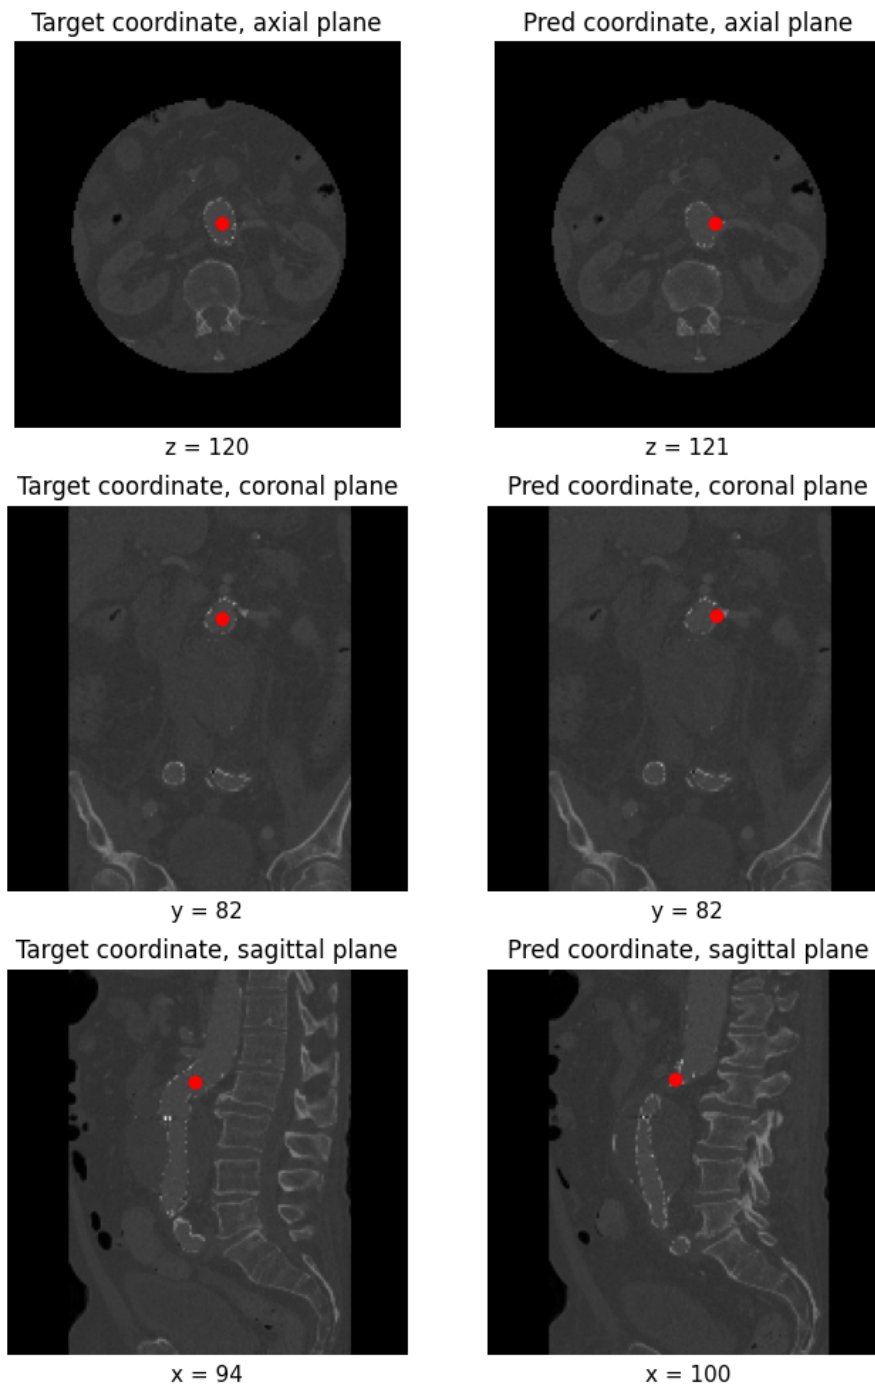 Target coordinate, axial plane
Pred coordinate, axial plane
z = 120
z = 121
Target coordinate, coronal plane
Pred coordinate, coronal plane
y = 82
y = 82
Target coordinate, sagittal plane
Pred coordinate, sagittal plane
x = 94
x = 100